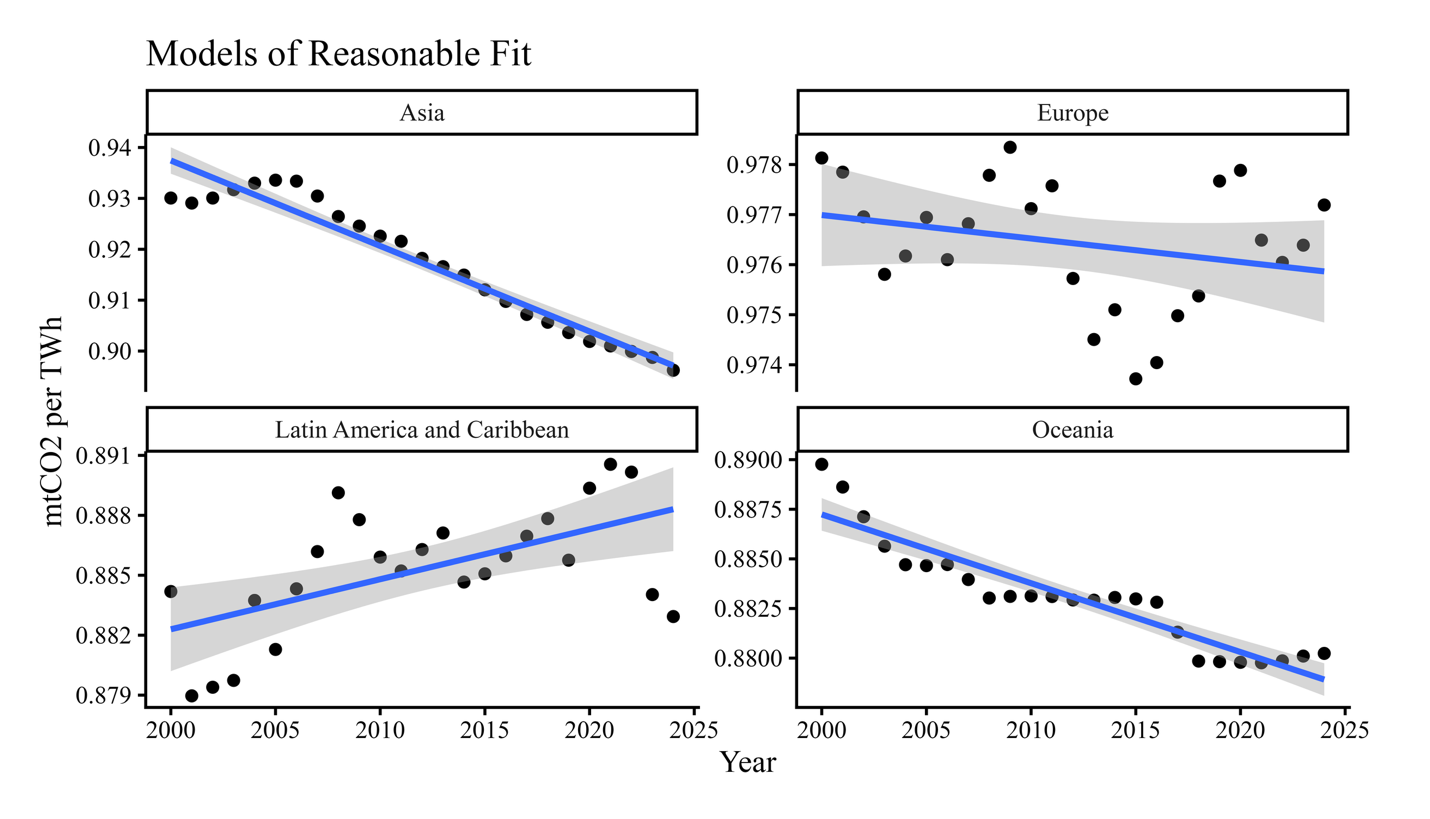 Models of Reasonable Fit
Asia
Europe
0.94
0.93
0.92
0.91
0.90
0.978
0.977
0.976
0.975
0.974
Latin America and Caribbean
Oceania
0.891
0.888
0.885
0.882
0.879
0.8900
0.8875
0.8850
0.8825
0.8800
2000 2005 2010 2015 2020 2025
2000 2005 2010 2015 2020 2025
mtCO2 per TWh
Year